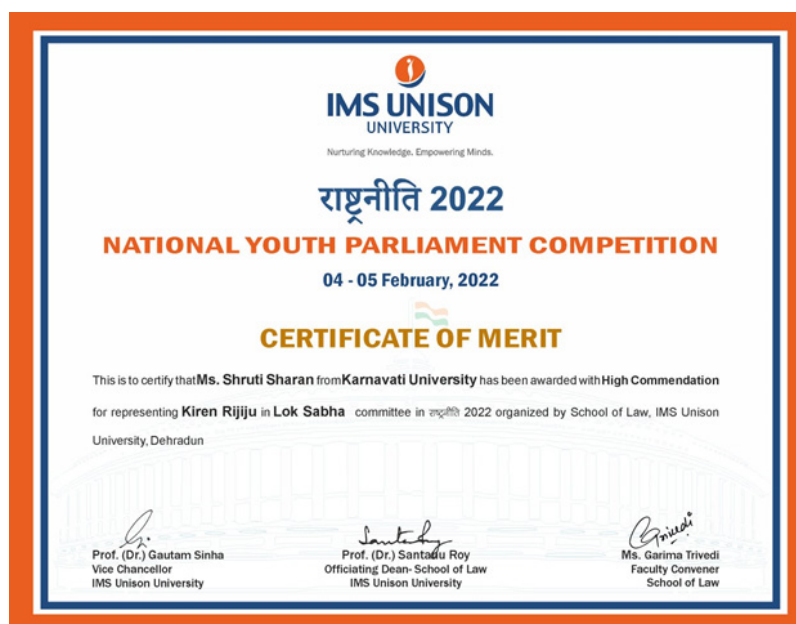 IMS UNISON
UNIVERSITY
Nurturing Knowledge. Empowering Minds.
राष्ट्रनीति 2022
NATIONAL YOUTH PARLIAMENT COMPETITION
04 - 05 February, 2022
CERTIFICATE OF MERIT
This is to certify that Ms. Shruti Sharan from Karnavati University has been awarded with High Commendation
for representing Kiren Rijiju in Lok Sabha committee in राष्ट्रनीति 2022 organized by School of Law, IMS Unison
University, Dehradun
Prof. (Dr.) Gautam Sinha
Vice Chancellor
IMS Unison University
Prof. (Dr.) Santadu Roy
Officiating Dean- School of Law
IMS Unison University
Ms. Garima Trivedi
Faculty Convener
School of Law